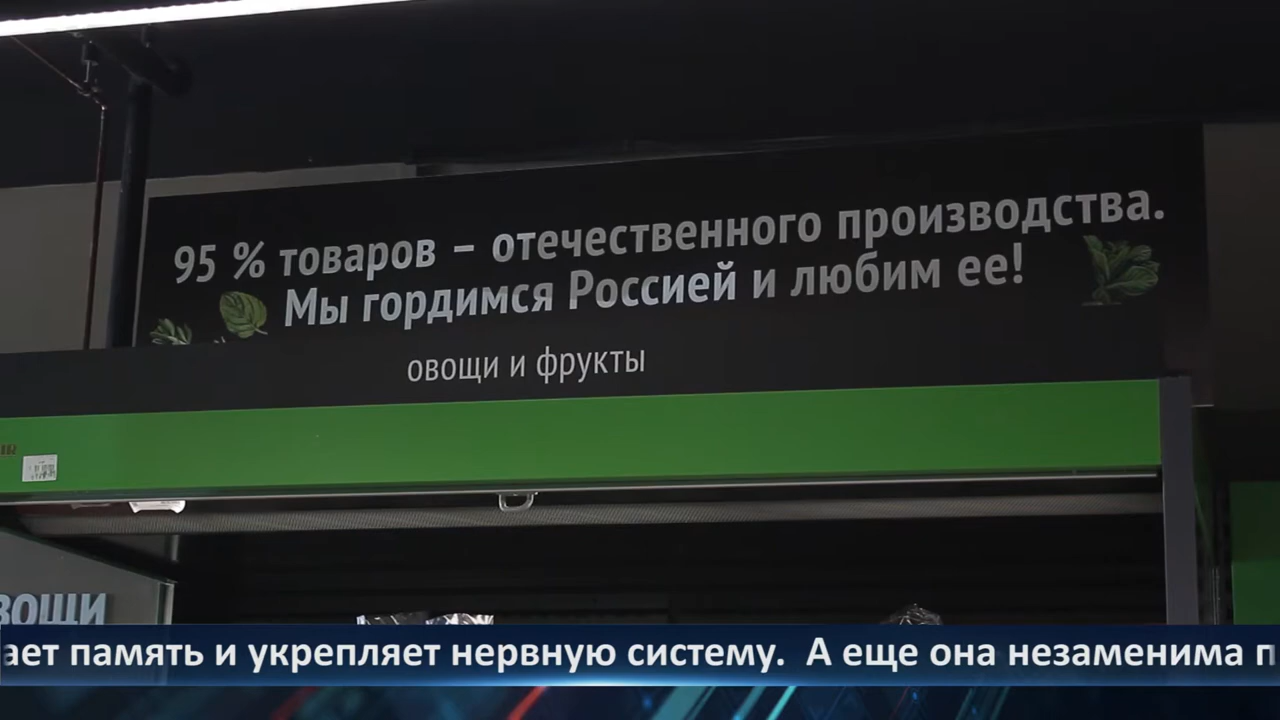 95 % товаров – отечественного производства.
Мы гордимся Россией и любим ее!
овощи и фрукты
вощи
ает память и укрепляет нервную систему. А еще она незаменима п